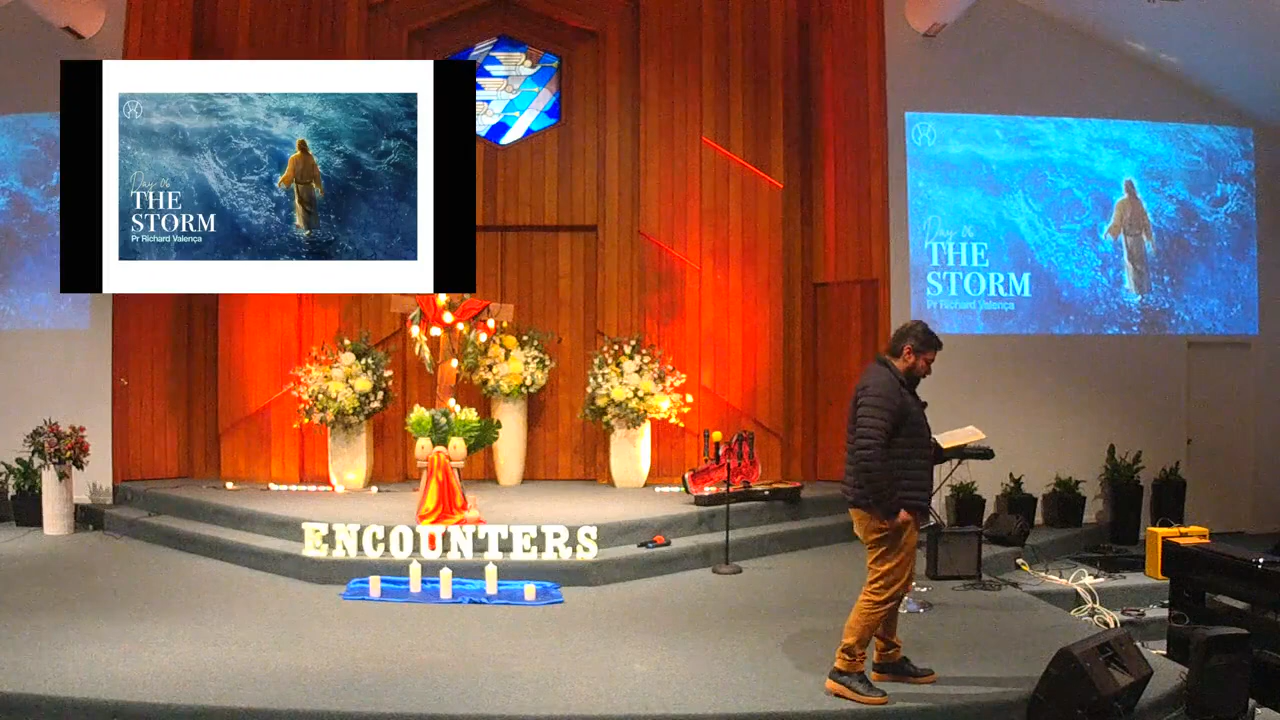 Day 06
THE
STORM
Pr Richard Valença
Day 06
THE
STORM
Pr Richard Valença
ENCOUNTERS